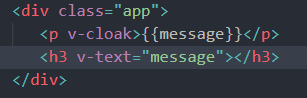 <div class="app">
<p v-cloak>{{message}}</p>
<h3 v-text="message"></h3>
</div>